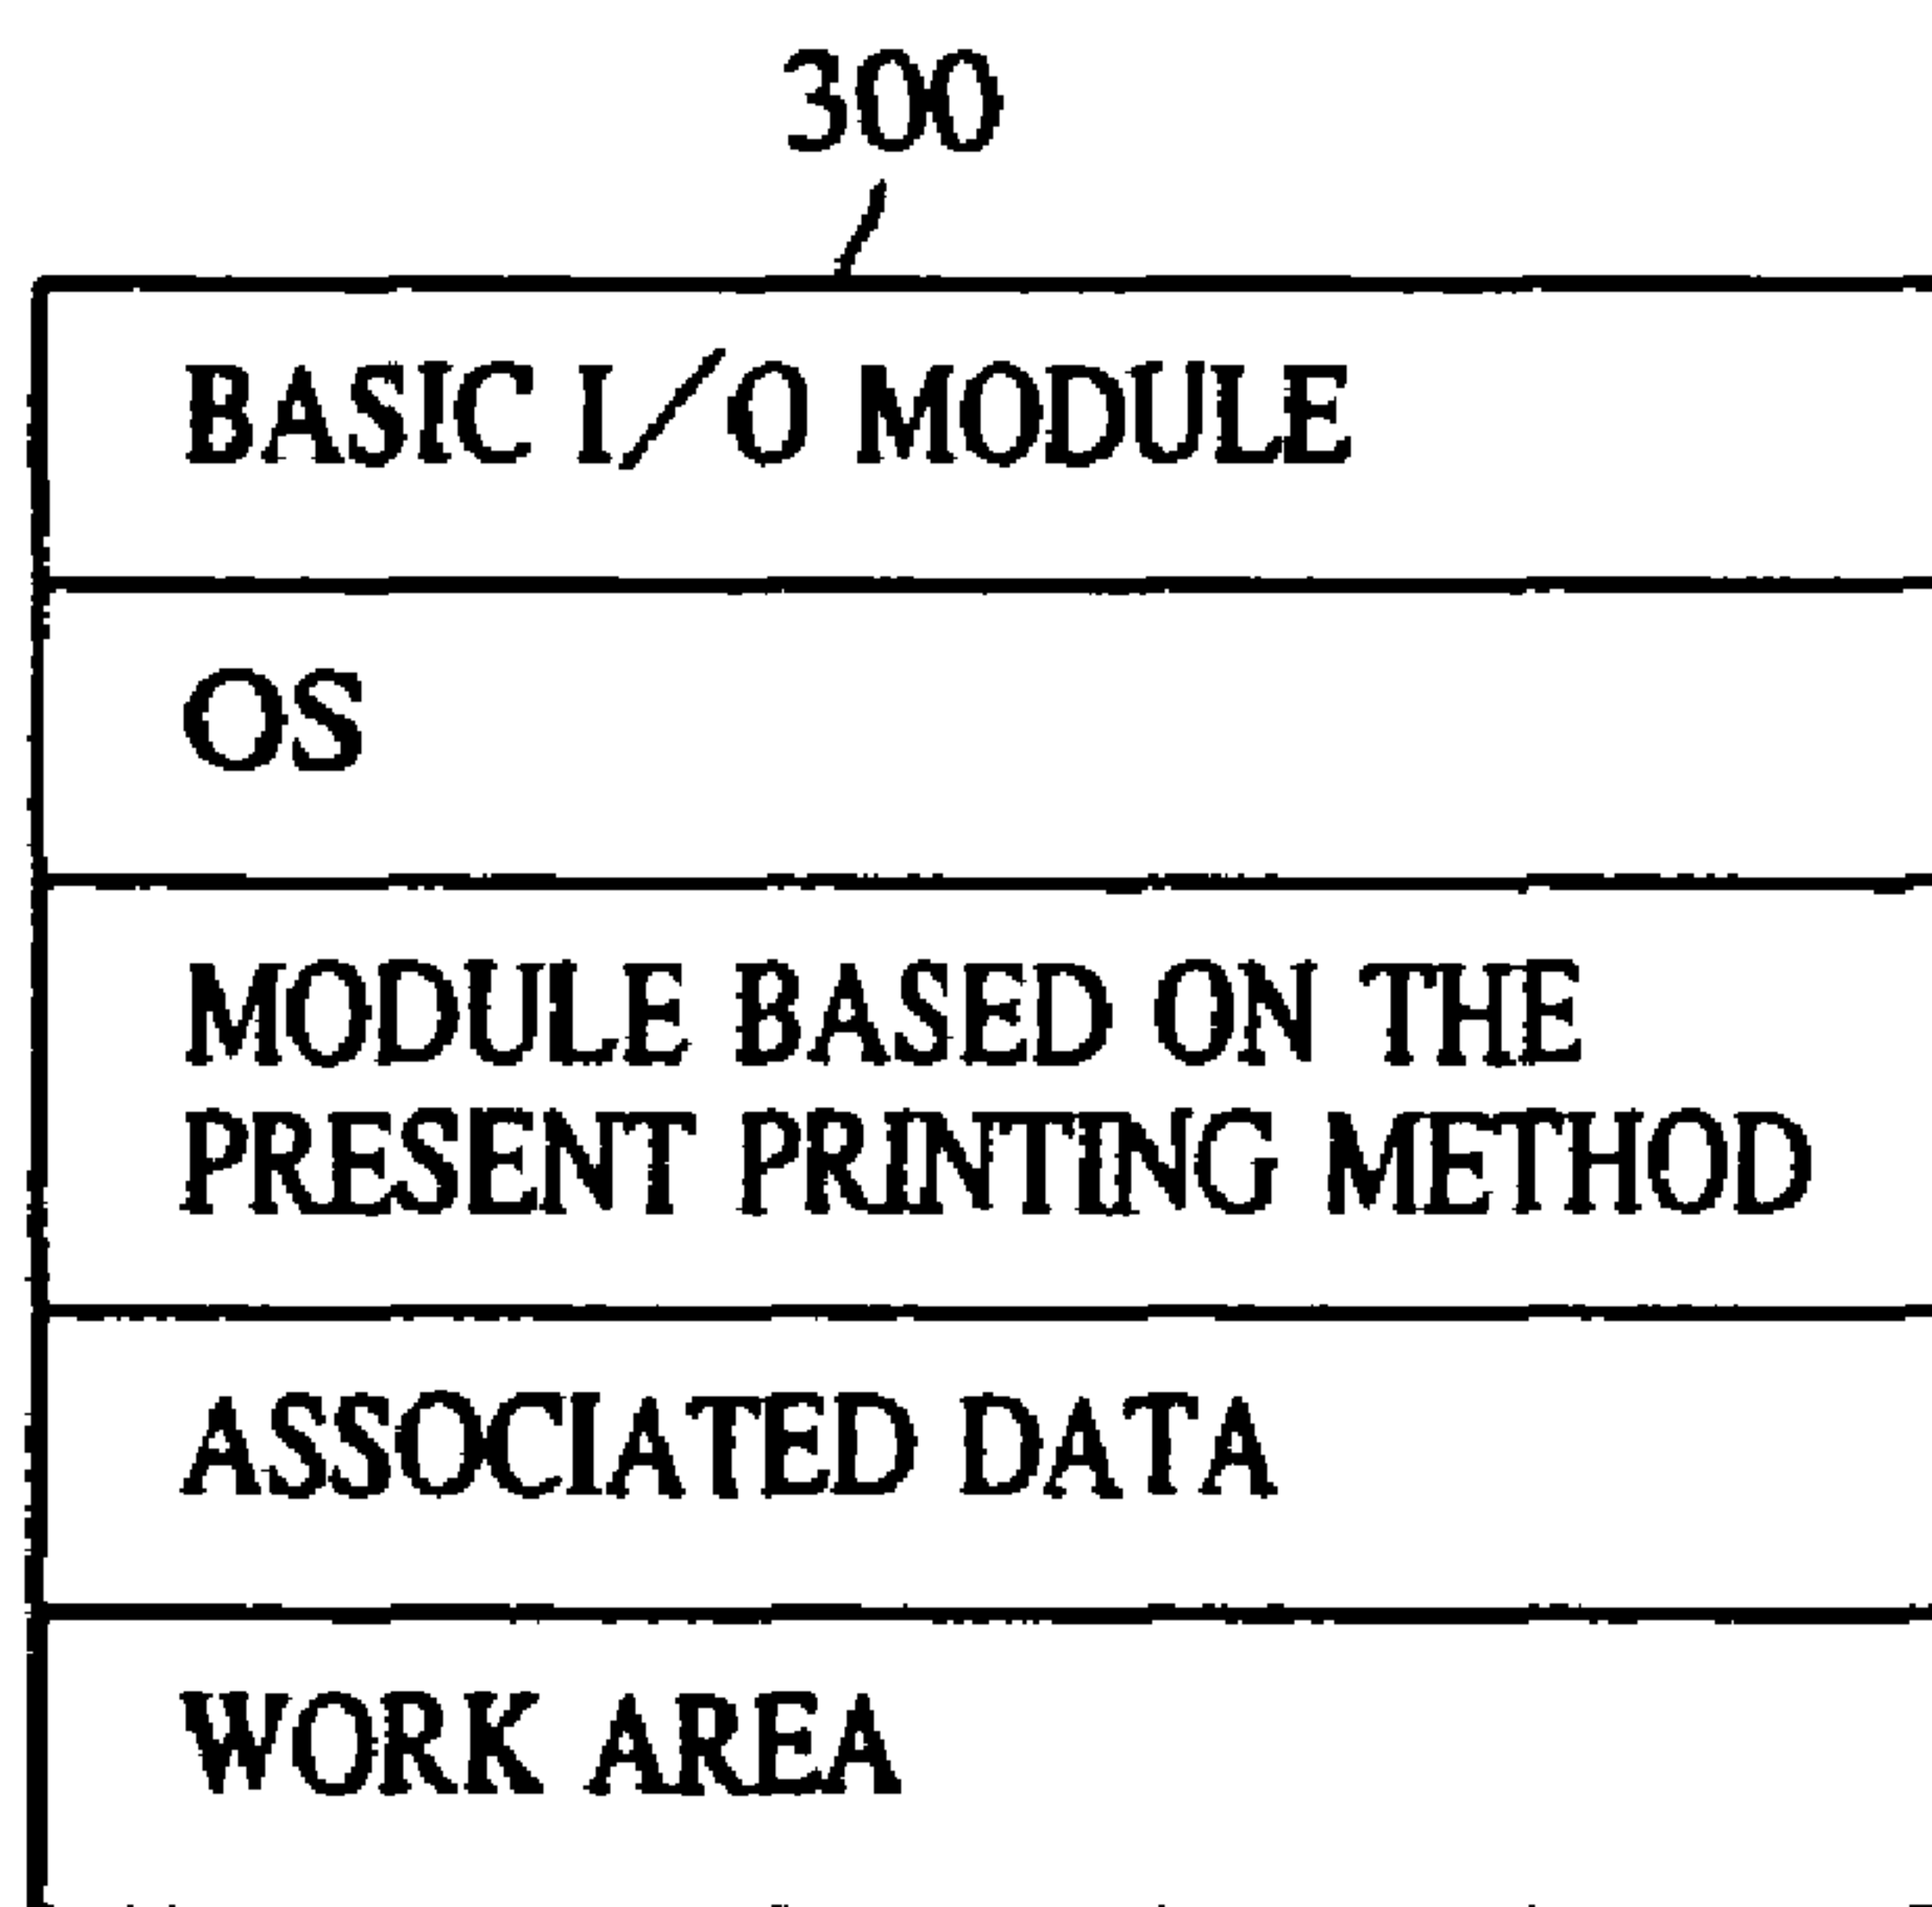 300
BASIC I/O MODULE
OS
MODULE BASED ON THE
PRESENT PRINTING METHOD
ASSOCIATED DATA
WORK AREA